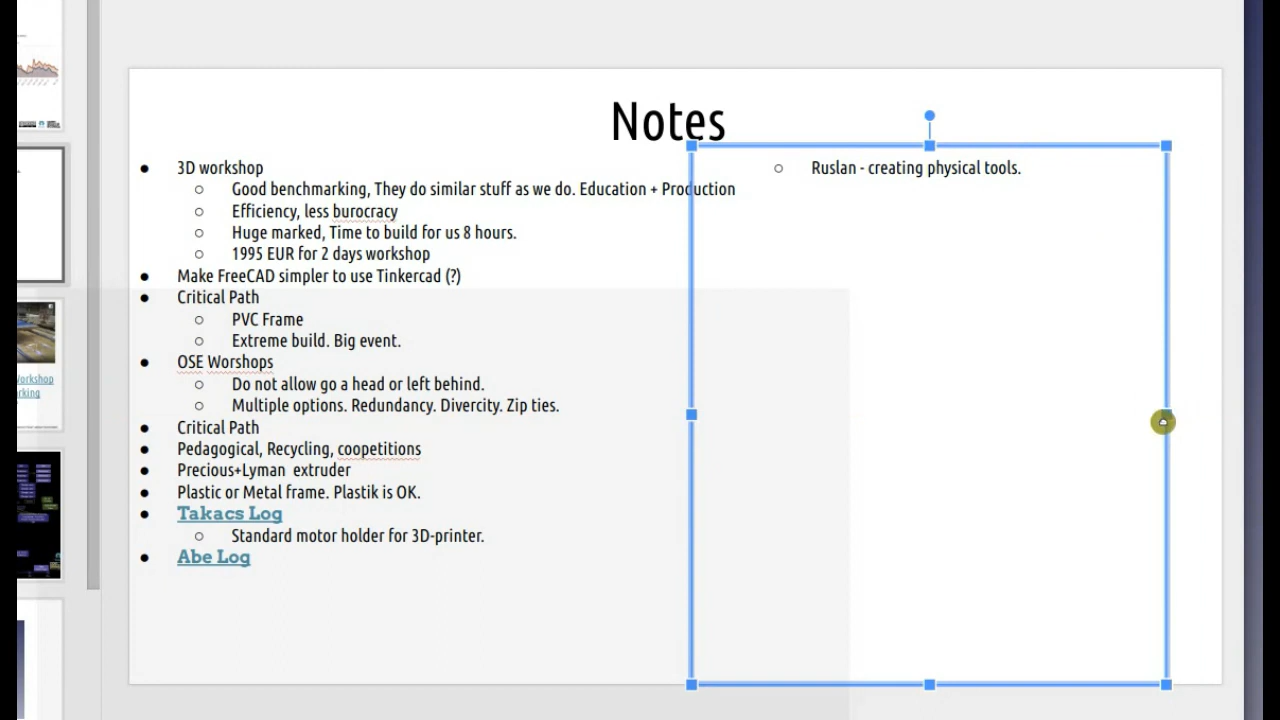 Notes
3D workshop
Good benchmarking, They do similar stuff as we do. Education + Production
Efficiency, less burocracy
Huge marked, Time to build for us 8 hours.
1995 EUR for 2 days workshop
Make FreeCAD simpler to use Tinkercad (?)
Critical Path
PVC Frame
Extreme build. Big event.
OSE Worshops
Do not allow go a head or left behind.
Multiple options. Redundancy. Divercity. Zip ties.
Critical Path
Pedagogical, Recycling, coopetitions
Precious+Lyman extruder
Plastic or Metal frame. Plastik is OK.
Takacs Log
Standard motor holder for 3D-printer.
Abe Log
Ruslan - creating physical tools.
Workshop